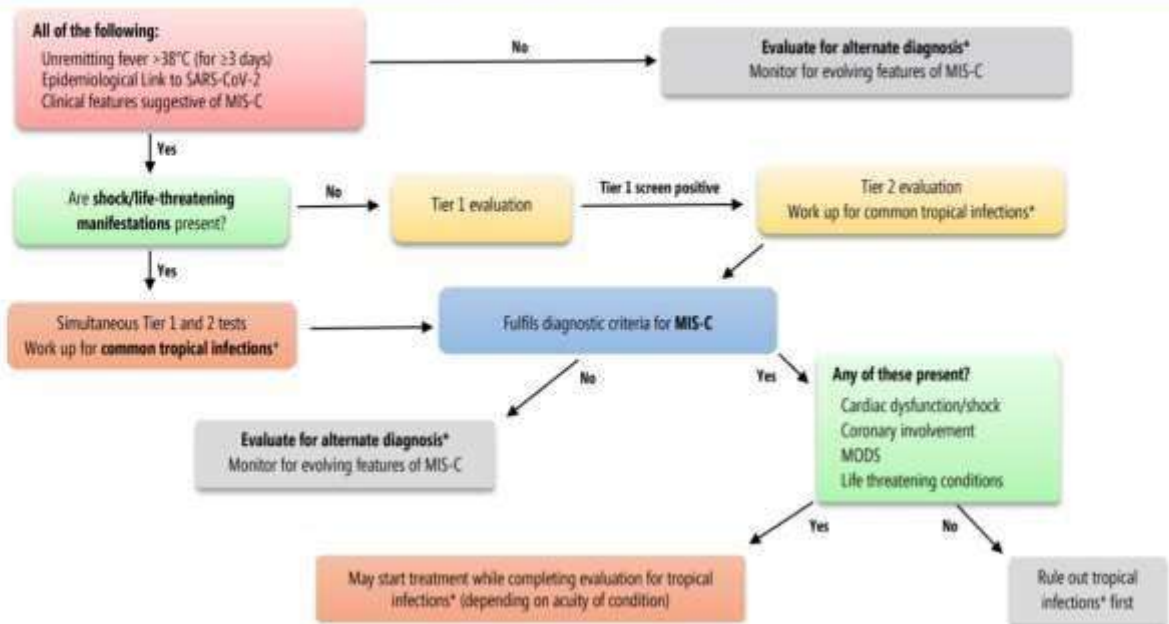 All of the following:
Unremitting fever >38°C (for ≥3 days)
Epidemiological Link to SARS-CoV-2
Clinical features suggestive of MIS-C
No
Evaluate for alternate diagnosis*
Monitor for evolving features of MIS-C
Yes
Are shock/life-threatening
manifestations present?
No
Tier 1 evaluation
Tier 1 screen positive
Tier 2 evaluation
Work up for common tropical infections*
Yes
Simultaneous Tier 1 and 2 tests
Work up for common tropical infections*
Fulfils diagnostic criteria for MIS-C
No
Yes
Evaluate for alternate diagnosis*
Monitor for evolving features of MIS-C
Any of these present?
Cardiac dysfunction/shock
Coronary involvement
MODS
Life threatening conditions
Yes
No
May start treatment while completing evaluation for tropical
infections* (depending on acuity of condition)
Rule out tropical
infections* first